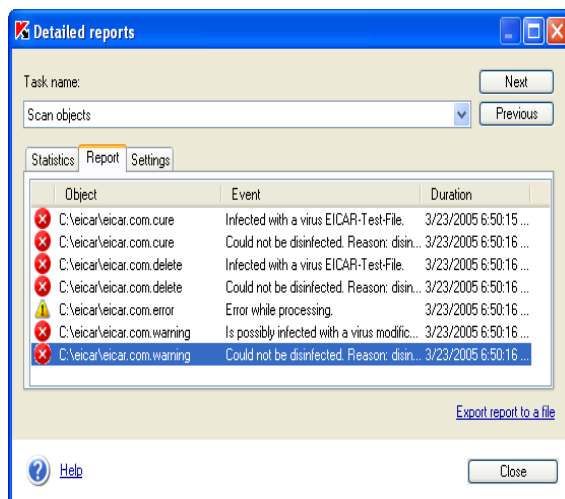 Detailed reports
Task name:
Next
Scan objects
Previous
Statistics Report Settings
Object Event Duration
C:\eicar\eicar.com.cure Infected with a virus EICAR-Test-File. 3/23/2005 6:50:15 ...
C:\eicar\eicar.com.cure Could not be disinfected. Reason: disin... 3/23/2005 6:50:16 ...
C:\eicar\eicar.com.delete Infected with a virus EICAR-Test-File. 3/23/2005 6:50:16 ...
C:\eicar\eicar.com.delete Could not be disinfected. Reason: disin... 3/23/2005 6:50:16 ...
C:\eicar\eicar.com.error Error while processing. 3/23/2005 6:50:16 ...
C:\eicar\eicar.com.warning Is possibly infected with a virus modific... 3/23/2005 6:50:16 ...
C:\eicar\eicar.com.warning Could not be disinfected. Reason: disin... 3/23/2005 6:50:16 ...
Export report to a file
Help
Close